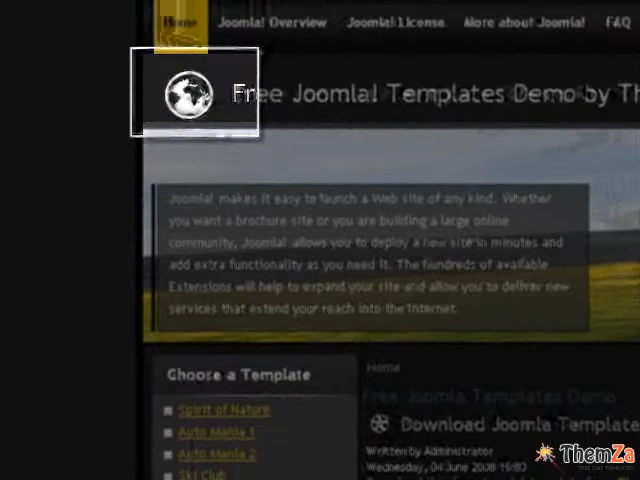 Home Joomla! Overview Joomla! License More about Joomla! FAQ
Free Joomla! Templates Demo by Th
Joomla! makes it easy to launch a Web site of any kind. Whether
you want a brochure site or you are building a large online
community, Joomla! allows you to deploy a new site in minutes and
add extra functionality as you need it. The hundreds of available
Extensions will help to expand your site and allow you to deliver new
services that extend your reach into the Internet.
Choose a Template
Spirit of Nature
Auto Mania 1
Auto Mania 2
Ski Club
Home
Free Joomla Templates Demo
Download Joomla Template
Written by Administrator
Wednesday, 04 June 2008
ThemZa